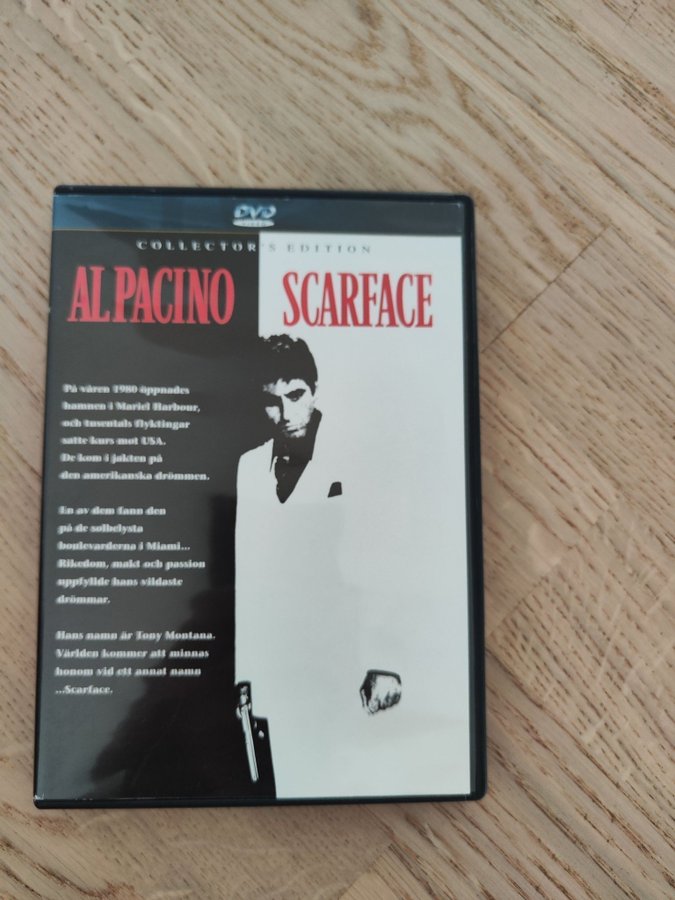 DVD
VIDEO
COLLECTOR'S EDITION
AL PACINO
SCARFACE
På våren 1980 öppnades
hamnen i Mariel Harbour,
och tusentals flyktingar
satte kurs mot USA.
De kom i jakten på
den amerikanska drömmen.
En av dem fann den
på de solbelysta
boulevarderna i Miami...
Rikedom, makt och passion
uppfyllde hans vildaste
drömmar.
Hans namn är Tony Montana.
Världen kommer att minnas
honom vid ett annat namn
...Scarface.